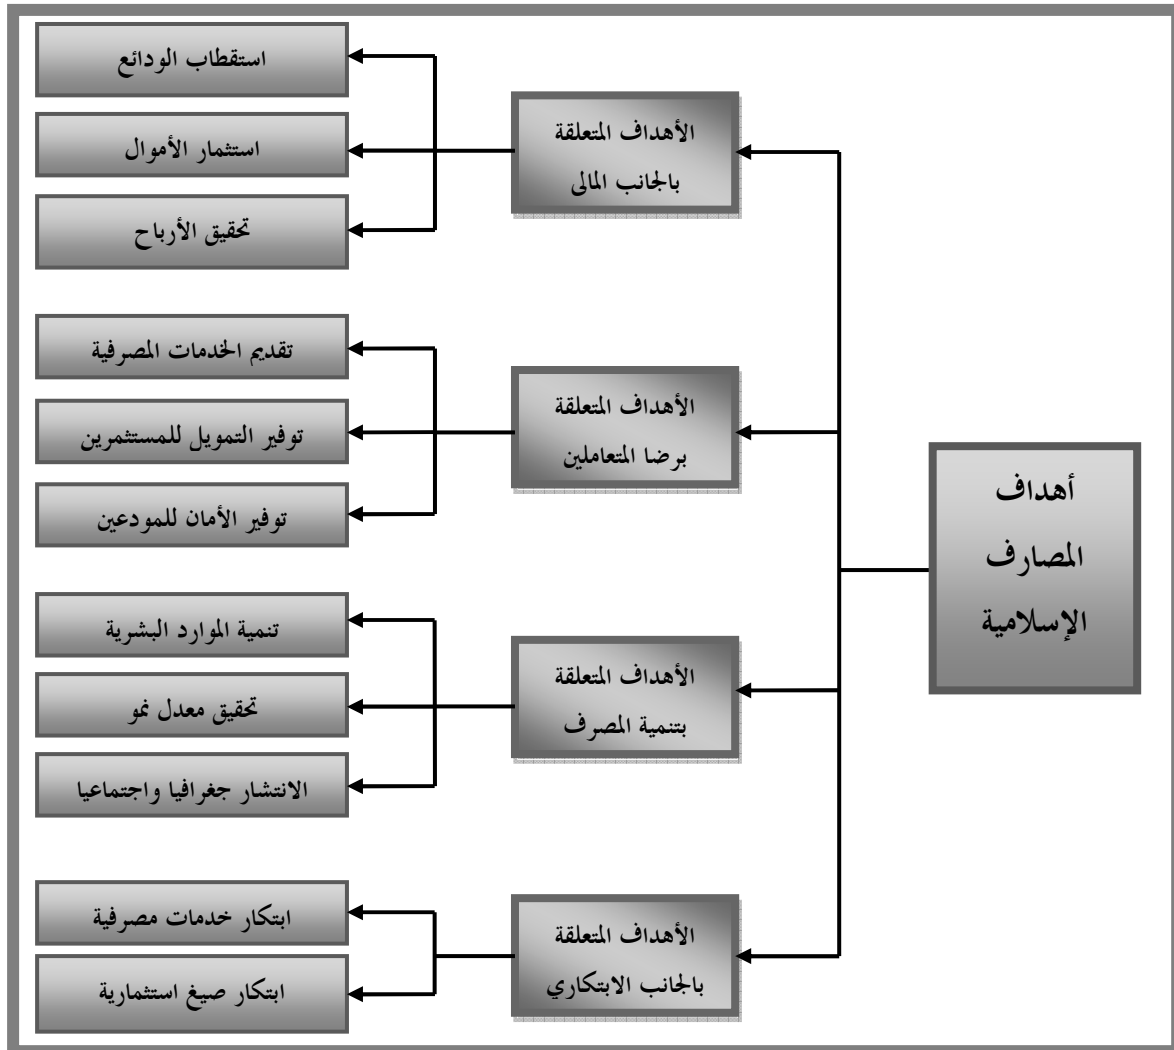 أهداف
المصارف
الإسلامية
الأهداف المتعلقة
بالجانب المالى
استقطاب الودائع
استثمار الأموال
تحقيق الأرباح
الأهداف المتعلقة
برضا المتعاملين
تقديم الخدمات المصرفية
توفير التمويل للمستثمرين
توفير الأمان للمودعين
الأهداف المتعلقة
بتنمية المصرف
تنمية الموارد البشرية
تحقيق معدل نمو
الانتشار جغرافيا واجتماعيا
الأهداف المتعلقة
بالجانب الابتكاري
ابتكار خدمات مصرفية
ابتكار صيغ استثمارية